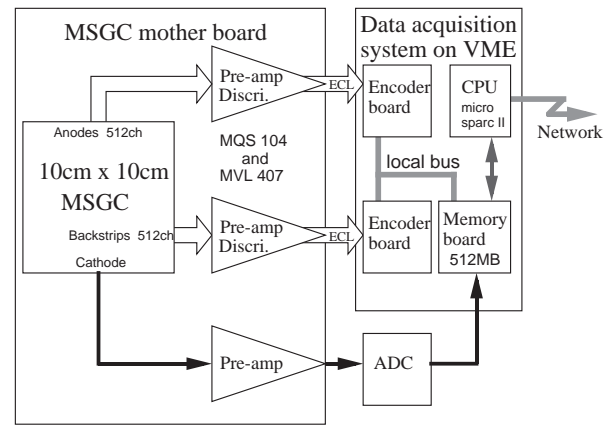 MSGC mother board
Data acquisition
system on VME
Pre-amp
Discri.
ECL
Encoder
board
CPU
micro
sparc II
Network
Anodes 512ch
10cm x 10cm
MSGC
Backstrips 512ch
Cathode
MQS 104
and
MVL 407
local bus
Pre-amp
Discri.
ECL
Encoder
board
Memory
board
512MB
Pre-amp
ADC